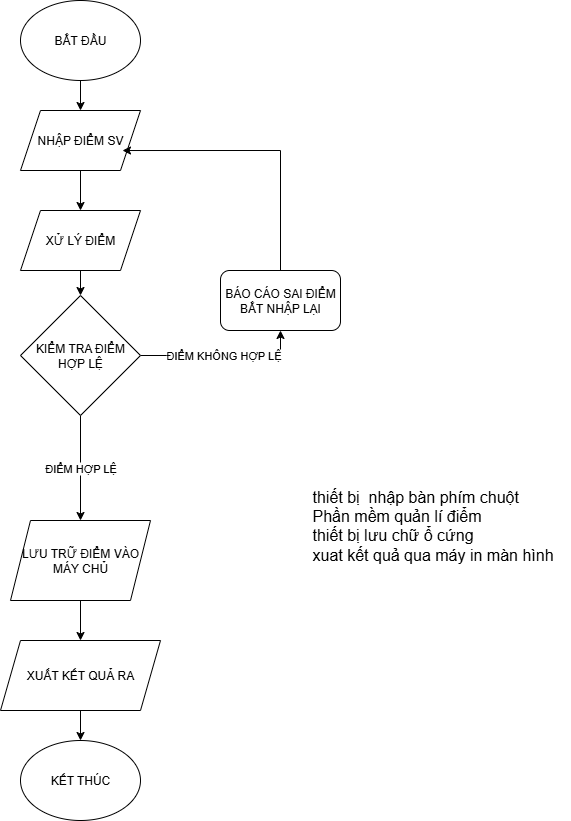 BẮT ĐẦU
NHẬP ĐIỂM SV
XỬ LÝ ĐIỂM
BÁO CÁO SAI ĐIỂM
BẮT NHẬP LẠI
KIỂM TRA ĐIỂM
HỢP LỆ
ĐIỂM KHÔNG HỢP LỆ
ĐIỂM HỢP LỆ
thiết bị  nhập bàn phím chuột
Phần mềm quản lí điểm
thiết bị lưu chữ ổ cứng
xuat kết quả qua máy in màn hình
LƯU TRỮ ĐIỂM VÀO
MÁY CHỦ
XUẤT KẾT QUẢ RA
KẾT THÚC